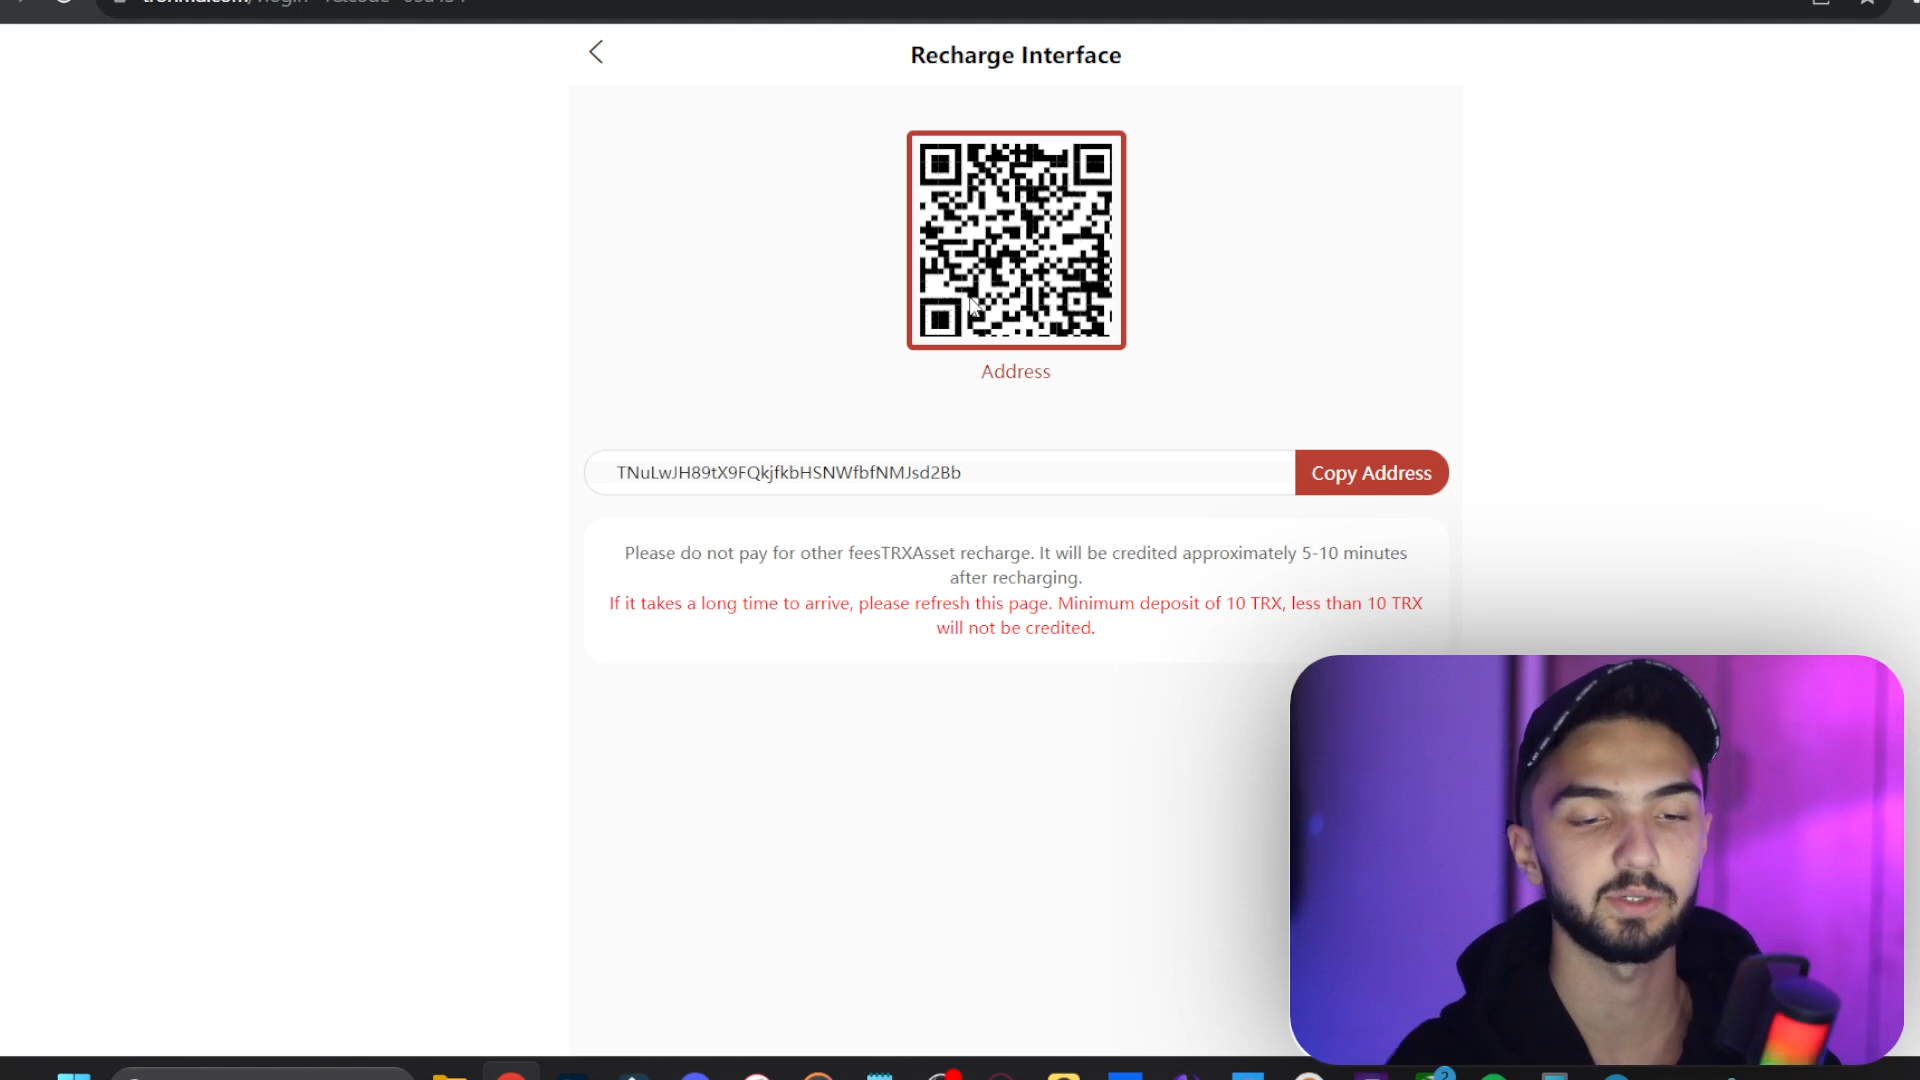 Recharge Interface
Address
TNuLwJH89tX9FQkjfkbHSNWfbfNMJsd2Bb
Copy Address
Please do not pay for other feesTRXAsset recharge. It will be credited approximately 5-10 minutes
after recharging.
If it takes a long time to arrive, please refresh this page. Minimum deposit of 10 TRX, less than 10 TRX
will not be credited.
2